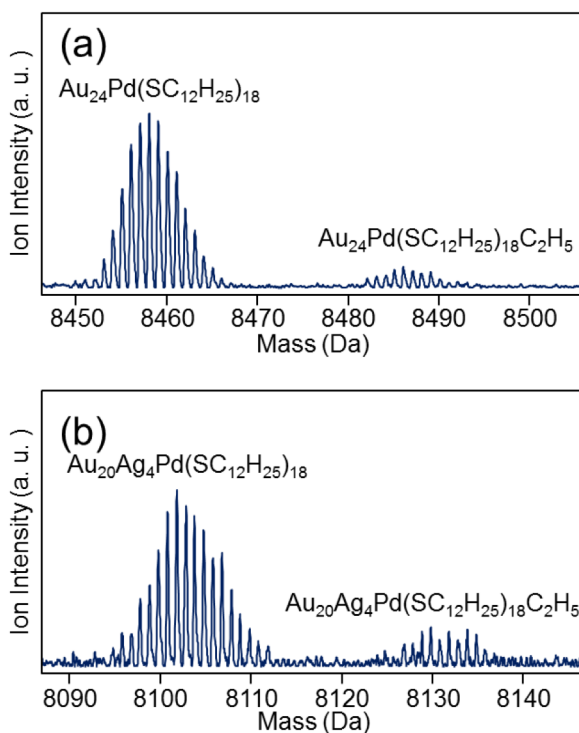 (a)
Au₂₄Pd(SC₁₂H₂₅)₁₈
Au₂₄Pd(SC₁₂H₂₅)₁₈C₂H₅
Ion Intensity (a. u. )
8450 8460 8470 8480 8490 8500
Mass (Da)
(b)
Au₂₀Ag₄Pd(SC₁₂H₂₅)₁₈
Au₂₀Ag₄Pd(SC₁₂H₂₅)₁₈C₂H₅
Ion Intensity (a. u. )
8090 8100 8110 8120 8130 8140
Mass (Da)